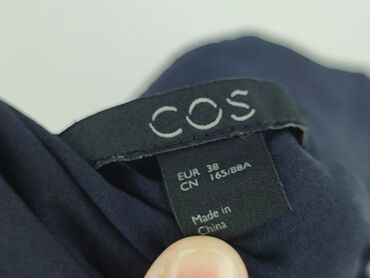 COS
EUR 38
CN 165/88A
Made in
China